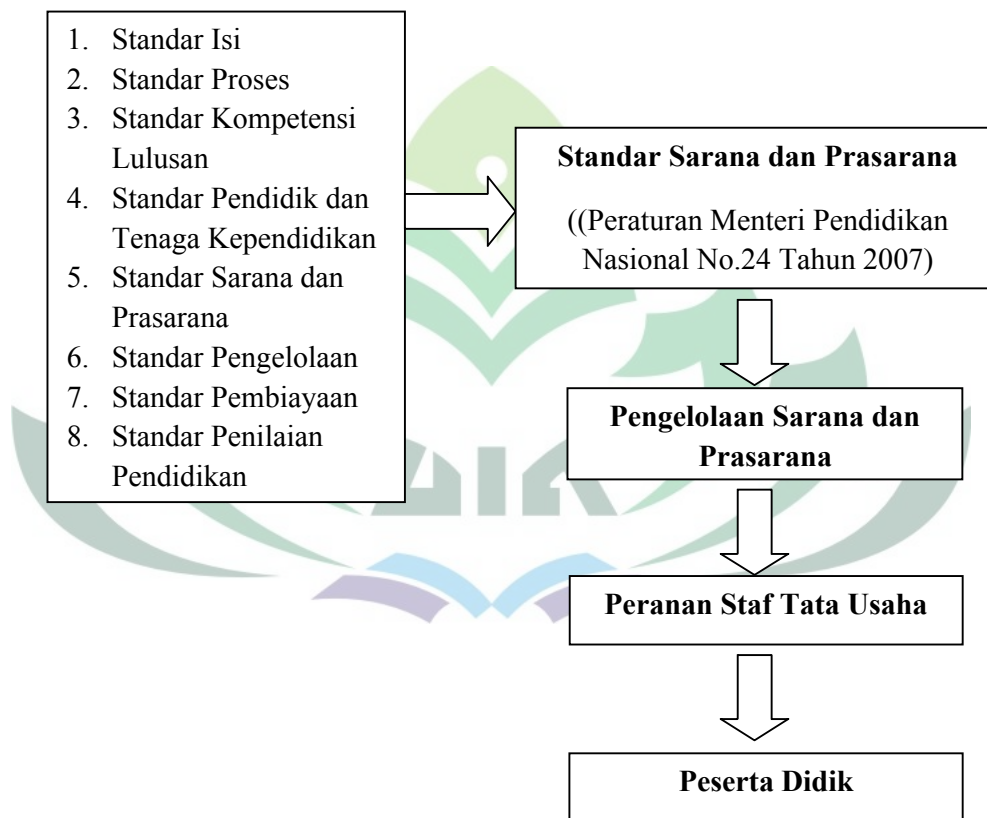 1. Standar Isi
2. Standar Proses
3. Standar Kompetensi
Lulusan
4. Standar Pendidik dan
Tenaga Kependidikan
5. Standar Sarana dan
Prasarana
6. Standar Pengelolaan
7. Standar Pembiayaan
8. Standar Penilaian
Pendidikan
Standar Sarana dan Prasarana
((Peraturan Menteri Pendidikan
Nasional No.24 Tahun 2007)
Pengelolaan Sarana dan
Prasarana
Peranan Staf Tata Usaha
Peserta Didik